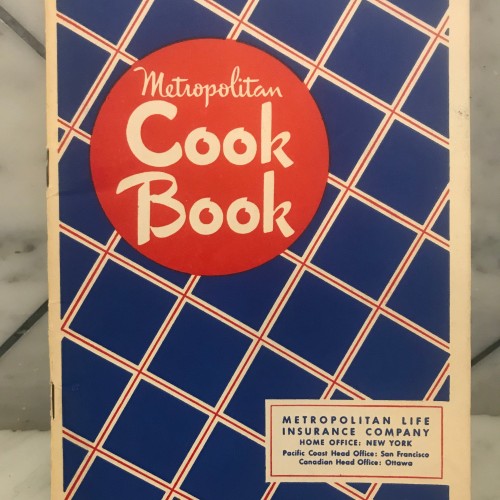 Metropolitan
Cook
Book
METROPOLITAN LIFE
INSURANCE COMPANY
HOME OFFICE: NEW YORK
Pacific Coast Head Office: San Francisco
Canadian Head Office: Ottawa